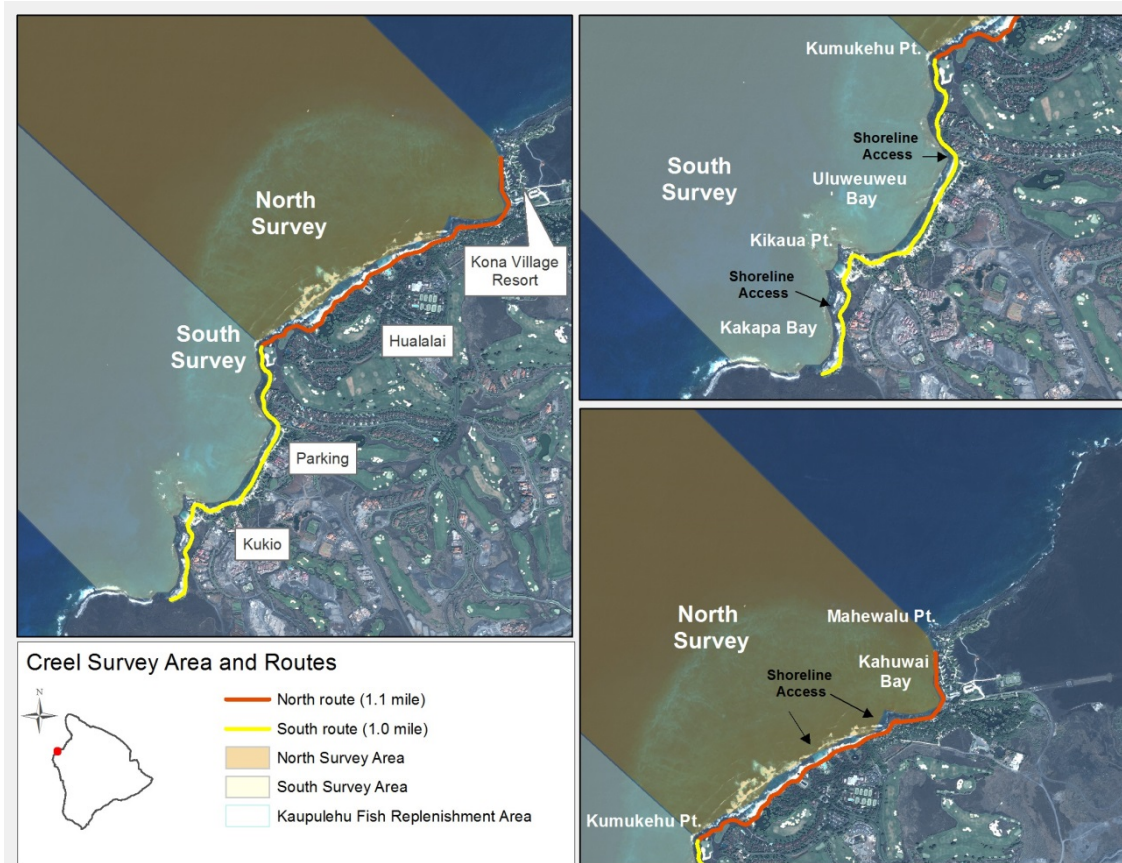 North
Survey
Kona Village
Resort
South
Survey
Hualalai
Parking
Kukio
Kumukehu Pt.
Shoreline
Access
South
Survey
Uluweuweu
Bay
Kikaua Pt.
Shoreline
Access
Kakapa Bay
North
Survey
Mahewalu Pt.
Kahuwai
Bay
Shoreline
Access
Kumukehu Pt.
Creel Survey Area and Routes
N
North route (1.1 mile)
South route (1.0 mile)
North Survey Area
South Survey Area
Kaupulehu Fish Replenishment Area